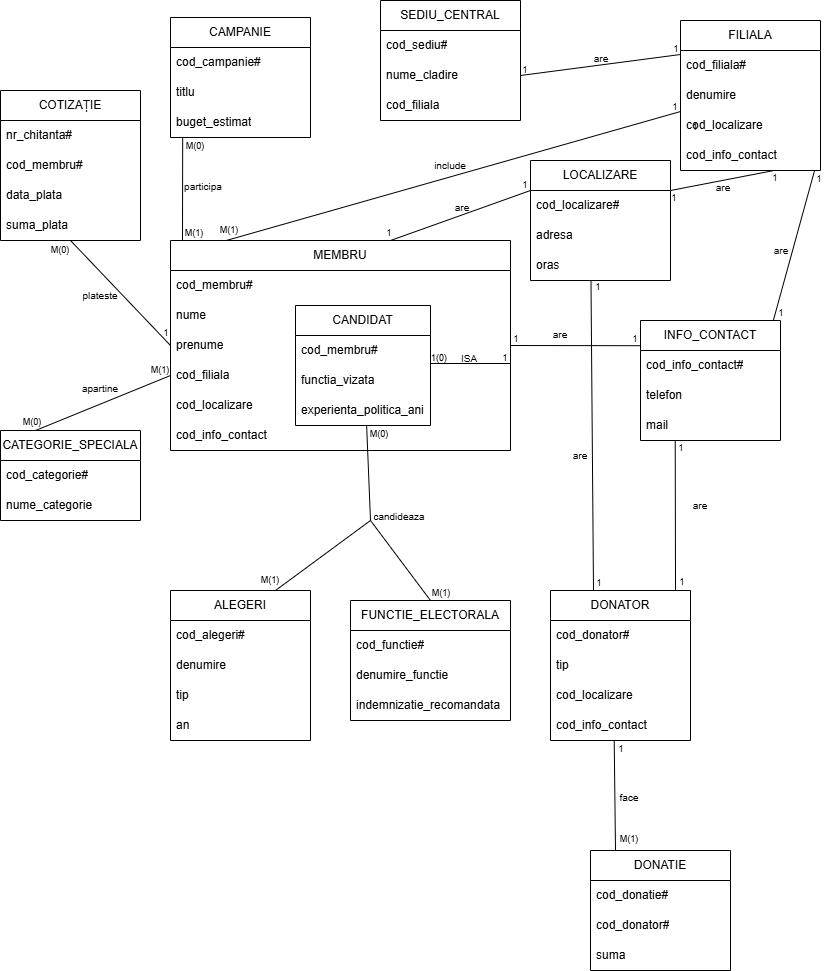 SEDIU_CENTRAL
cod_sediu#
nume_cladire
cod_filiala
CAMPANIE
cod_campanie#
titlu
buget_estimat
FILIALA
cod_filiala#
denumire
cod_localizare
cod_info_contact
COTIZAȚIE
nr_chitanta#
cod_membru#
data_plata
suma_plata
1
are
1
M(0)
participa
M(1)
M(1)
include
1
LOCALIZARE
cod_localizare#
adresa
oras
1
are
1
1
are
1
1
are
1
MEMBRU
cod_membru#
nume
prenume
cod_filiala
cod_localizare
cod_info_contact
CANDIDAT
cod_membru#
functia_vizata
experienta_politica_ani
1(0)
ISA
1
M(0)
plateste
1
M(1)
apartine
M(0)
1
are
1
INFO_CONTACT
cod_info_contact#
telefon
mail
CATEGORIE_SPECIALA
cod_categorie#
nume_categorie
M(0)
candideaza
M(1)
M(1)
1
are
1
1
are
1
ALEGERI
cod_alegeri#
denumire
tip
an
FUNCTIE_ELECTORALA
cod_functie#
denumire_functie
indemnizatie_recomandata
DONATOR
cod_donator#
tip
cod_localizare
cod_info_contact
1
face
M(1)
DONATIE
cod_donatie#
cod_donator#
suma